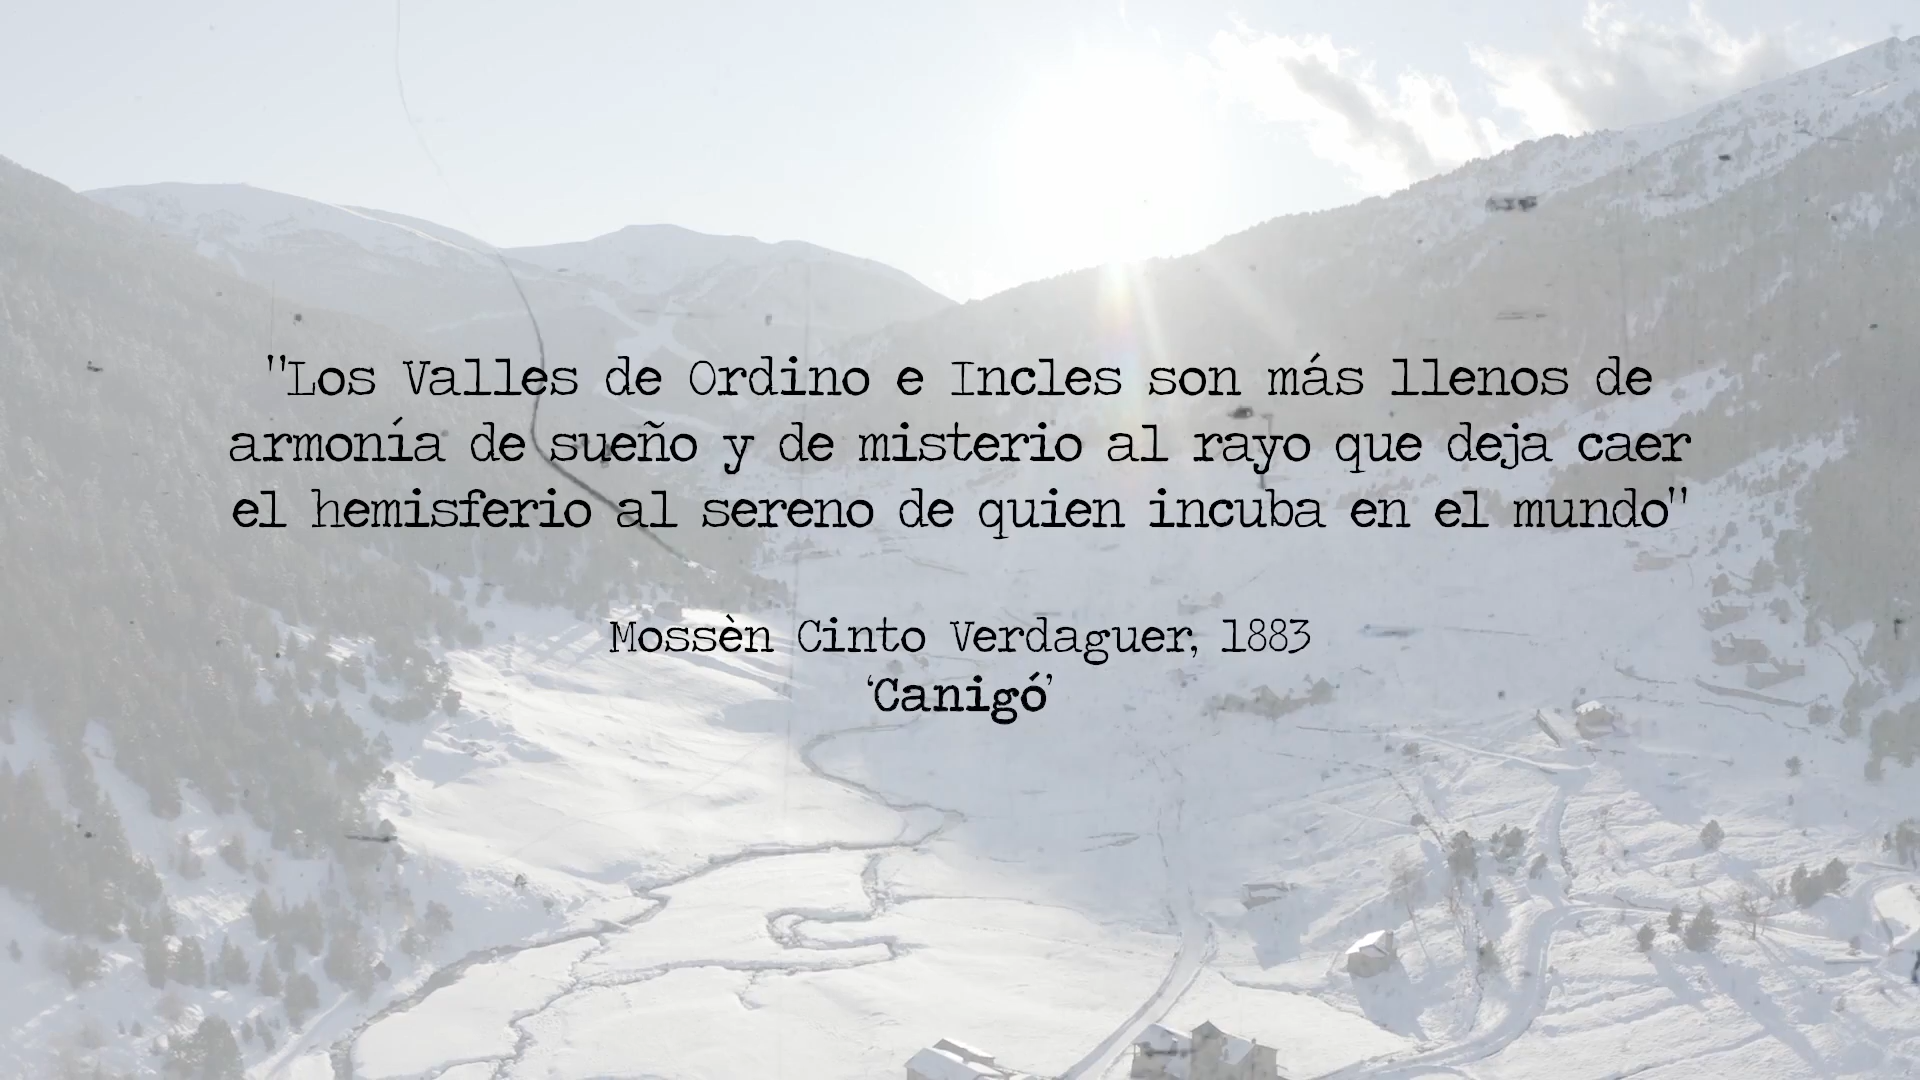 "Los Valles de Ordino e Incles son más llenos de
armonía de sueño y de misterio al rayo que deja caer
el hemisferio al sereno de quien incuba en el mundo"
Mossèn Cinto Verdaguer, 1883
‘Canigó’